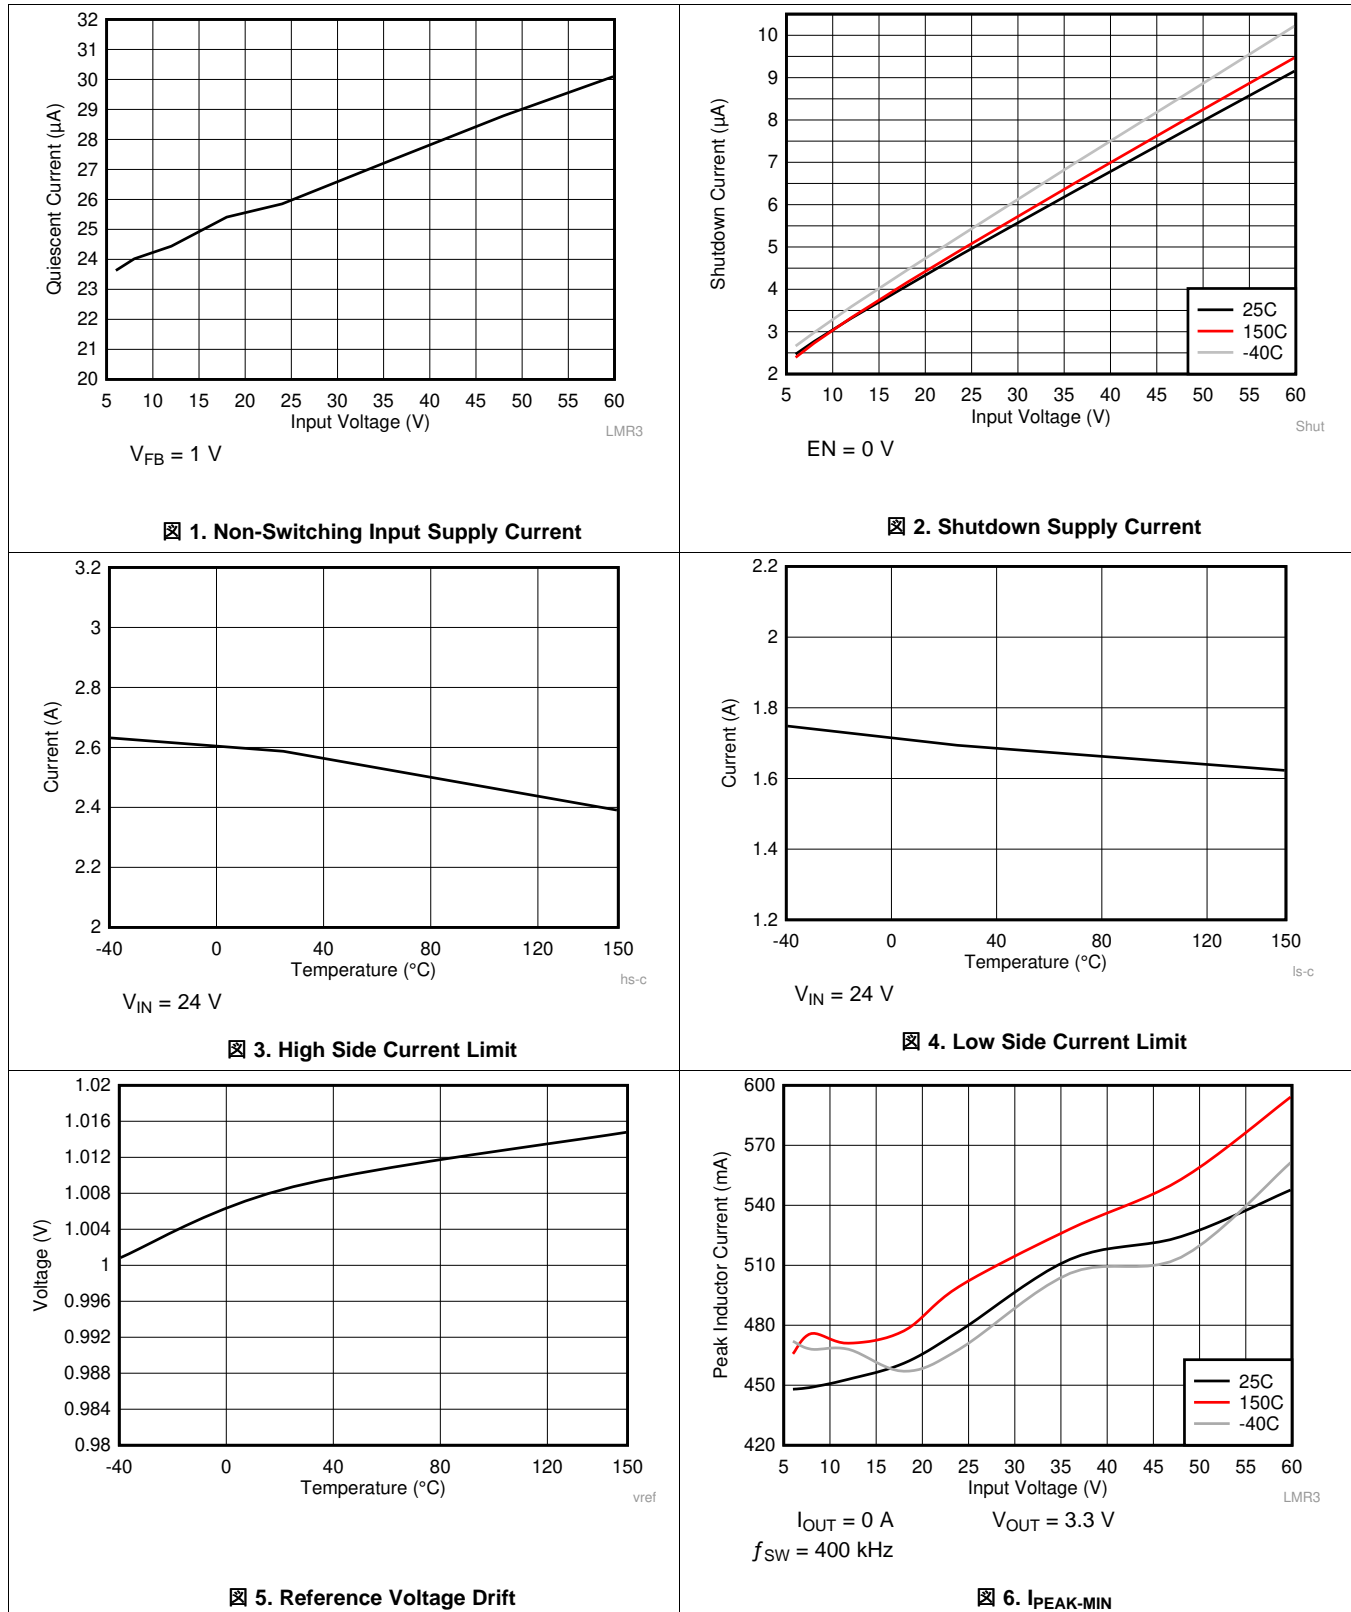 32
31
30
29
28
27
26
25
24
23
22
21
20
Quiescent Current (µA)
5 10 15 20 25 30 35 40 45 50 55 60
Input Voltage (V)
LMR3
VFB = 1 V
図 1. Non-Switching Input Supply Current
10
9
8
7
6
5
4
3
2
Shutdown Current (µA)
25C
150C
-40C
5 10 15 20 25 30 35 40 45 50 55 60
Input Voltage (V)
Shut
EN = 0 V
図 2. Shutdown Supply Current
3.2
3
2.8
2.6
2.4
2.2
2
Current (A)
-40 0 40 80 120 150
Temperature (°C)
hs-c
VIN = 24 V
図 3. High Side Current Limit
2.2
2
1.8
1.6
1.4
1.2
Current (A)
-40 0 40 80 120 150
Temperature (°C)
ls-c
VIN = 24 V
図 4. Low Side Current Limit
1.02
1.016
1.012
1.008
1.004
1
0.996
0.992
0.988
0.984
0.98
Voltage (V)
-40 0 40 80 120 150
Temperature (°C)
vref
図 5. Reference Voltage Drift
600
570
540
510
480
450
420
Peak Inductor Current (mA)
25C
150C
-40C
5 10 15 20 25 30 35 40 45 50 55 60
Input Voltage (V)
LMR3
IOUT = 0 A VOUT = 3.3 V
ƒSW = 400 kHz
図 6. IPEAK-MIN